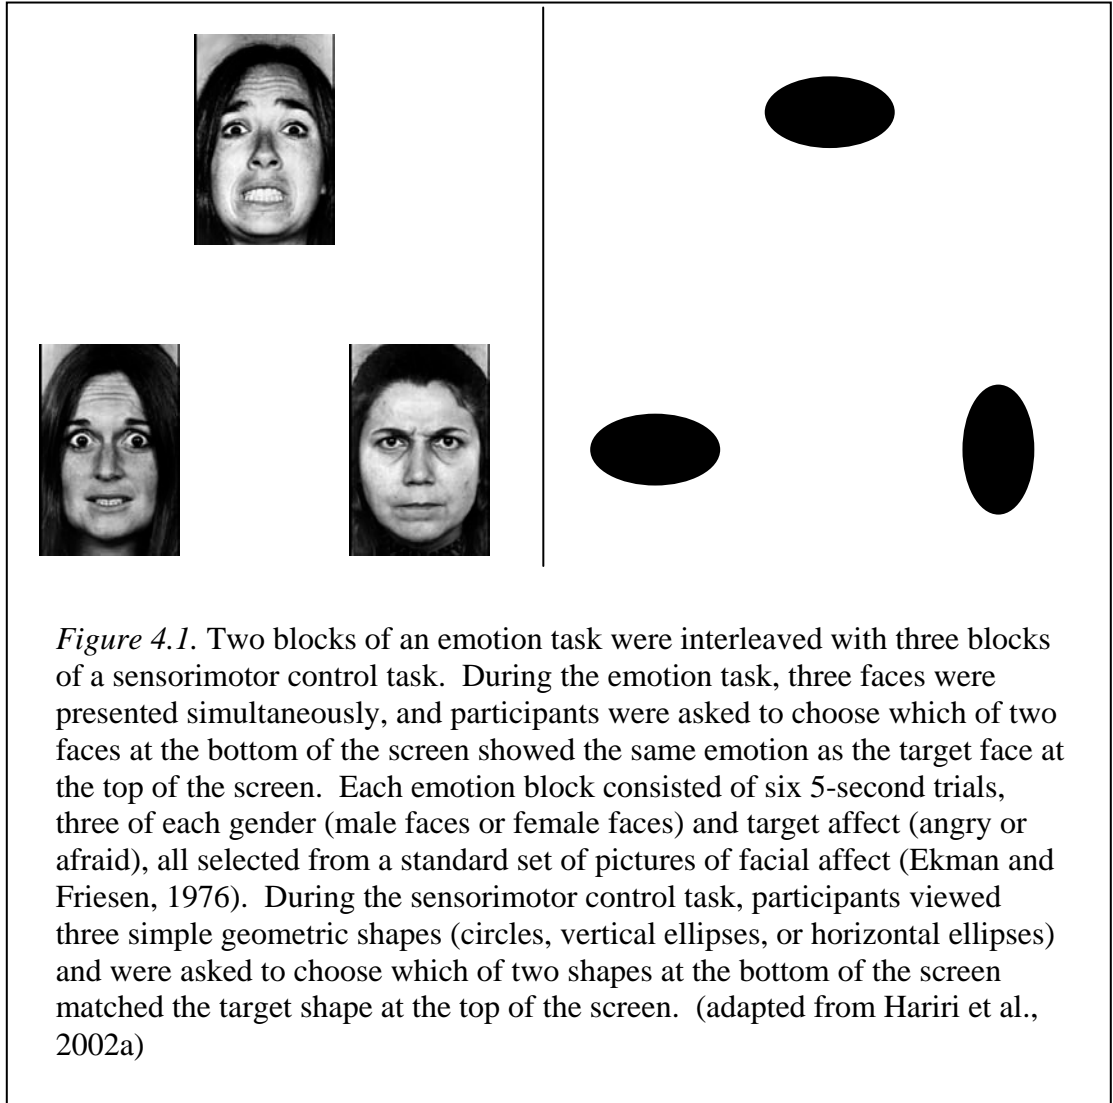 Figure 4.1. Two blocks of an emotion task were interleaved with three blocks
of a sensorimotor control task.  During the emotion task, three faces were
presented simultaneously, and participants were asked to choose which of two
faces at the bottom of the screen showed the same emotion as the target face at
the top of the screen.  Each emotion block consisted of six 5-second trials,
three of each gender (male faces or female faces) and target affect (angry or
afraid), all selected from a standard set of pictures of facial affect (Ekman and
Friesen, 1976).  During the sensorimotor control task, participants viewed
three simple geometric shapes (circles, vertical ellipses, or horizontal ellipses)
and were asked to choose which of two shapes at the bottom of the screen
matched the target shape at the top of the screen.  (adapted from Hariri et al.,
2002a)